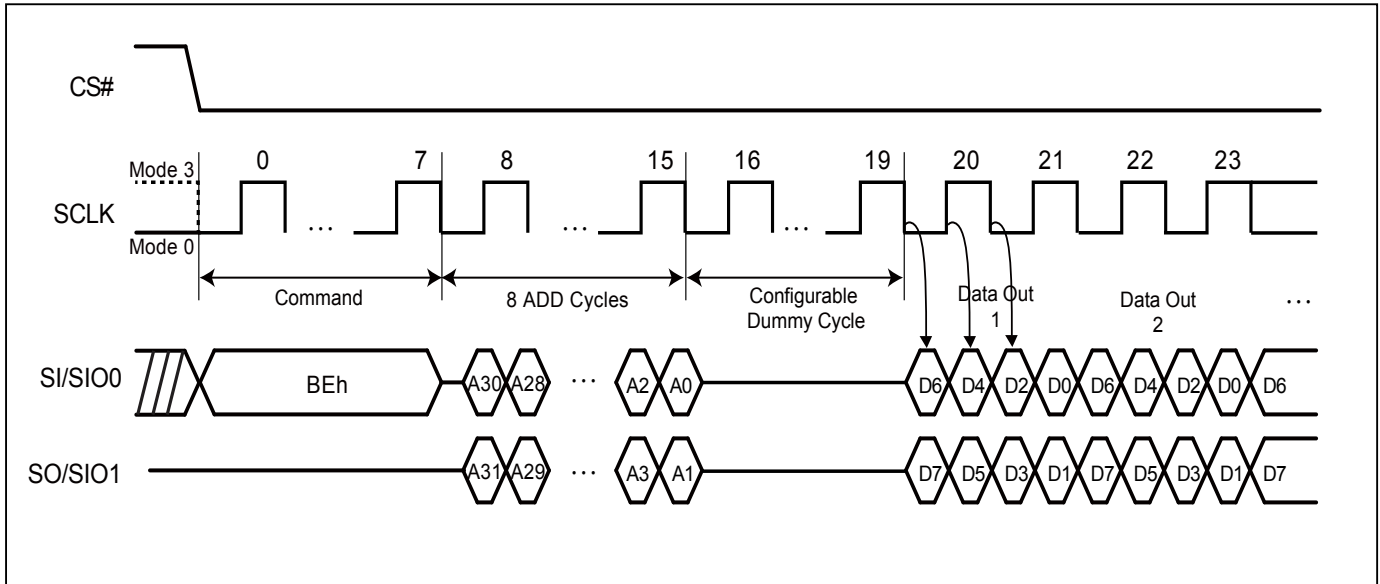 CS#
0 7 8 15 16 19 20 21 22 23
Mode 3
SCLK
Mode 0
... ... ...
Command
8 ADD Cycles
Configurable
Dummy Cycle
Data Out
1
Data Out
2
...
SI/SIO0
BEh
A30 A28 ... A2 A0
D6 D4 D2 D0 D6 D4 D2 D0 D6
SO/SIO1
A31 A29 ... A3 A1
D7 D5 D3 D1 D7 D5 D3 D1 D7